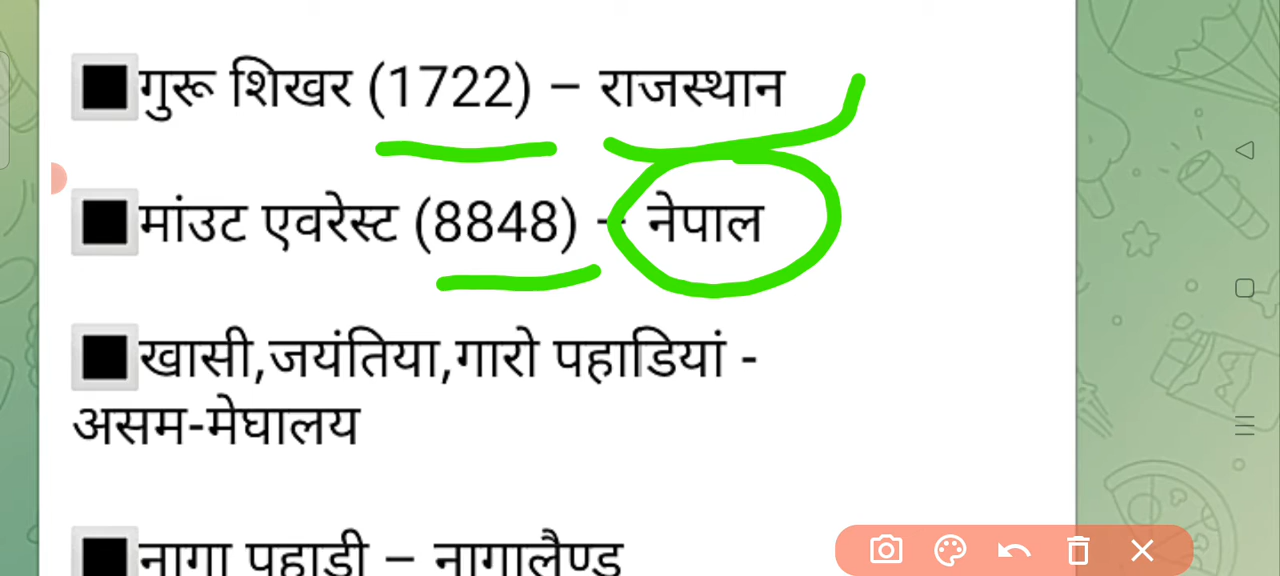 ■गुरू शिखर (1722) – राजस्थान
■मांउट एवरेस्ट (8848) - नेपाल
■खासी,जयंतिया,गारो पहाडियां -
असम-मेघालय
■नागा पहाडी – नागालैण्ड